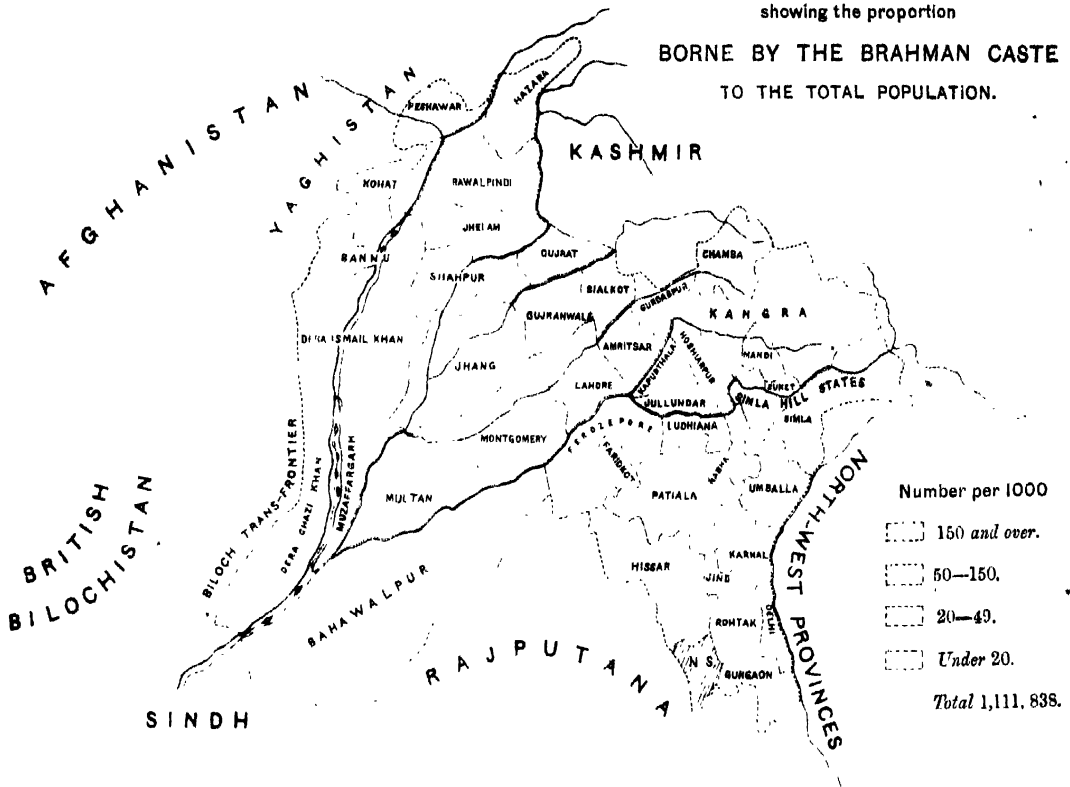 showing the proportion
BORNE BY THE BRAHMAN CASTE
TO THE TOTAL POPULATION.
AFGHANISTAN
YAGHISTAN
PESHAWAR
HAZARA
KASHMIR
KOHAT
RAWALPINDI
JHELAM
BANNU
SHAHPUR
GUJRAT
CHAMBA
SIALKOT
GURDASPUR
GUJRANWALA
KANGRA
DERA ISMAIL KHAN
AMRITSAR
MANDI
JHANG
KAPURTHALA
HOSHIARPUR
LAHORE
SUKET
JULLUNDAR
SIMLA HILL STATES
SIMLA
FEROZEPORE
LUDHIANA
MONTGOMERY
FARIDKOT
NABHA
MULTAN
PATIALA
UMBALLA
MUZAFFARGARH
DERA GHAZI KHAN
BILOCH TRANS-FRONTIER
BRITISH
BILOCHISTAN
NORTH-WEST PROVINCES
KARNAL
HISSAR
JIND
BAHAWALPUR
ROHTAK
DELHI
RAJPUTANA
N S.
GURGAON
SINDH
Number per 1000
150 and over.
50—150.
20—49.
Under 20.
Total 1,111,838.